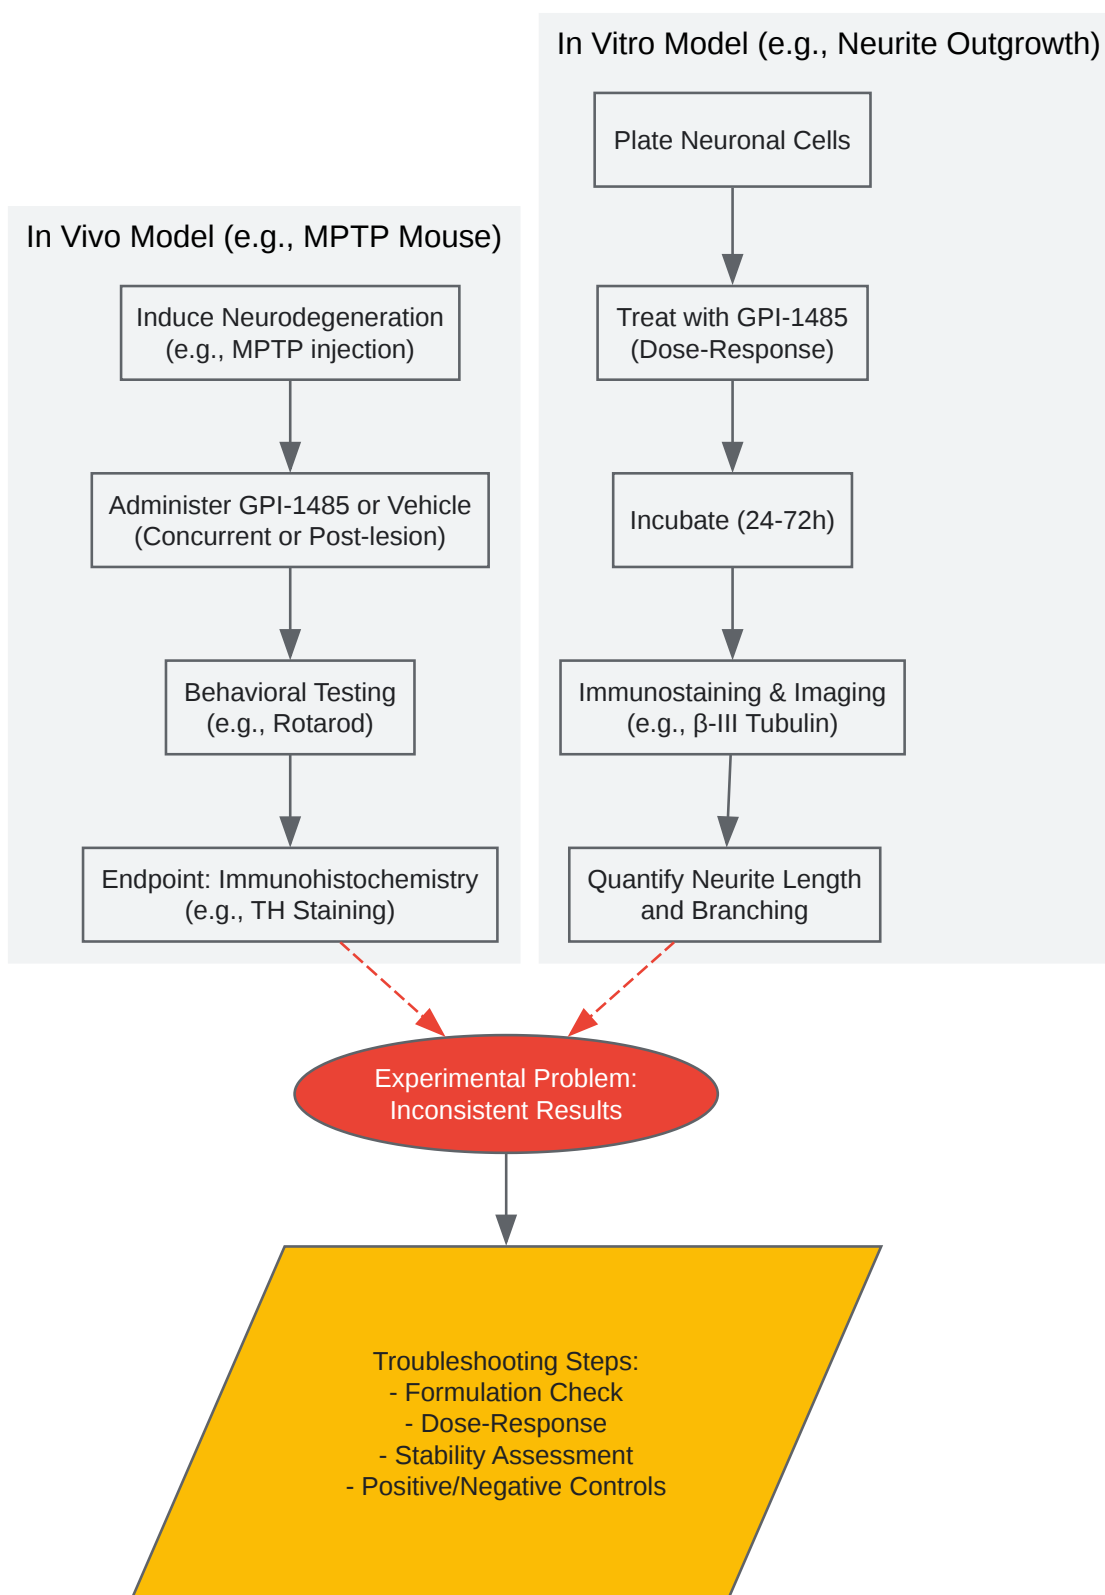 In Vivo Model (e.g., MPTP Mouse)
Induce Neurodegeneration
(e.g., MPTP injection)
Administer GPI-1485 or Vehicle
(Concurrent or Post-lesion)
Behavioral Testing
(e.g., Rotarod)
Endpoint: Immunohistochemistry
(e.g., TH Staining)
In Vitro Model (e.g., Neurite Outgrowth)
Plate Neuronal Cells
Treat with GPI-1485
(Dose-Response)
Incubate (24-72h)
Immunostaining & Imaging
(e.g., β-III Tubulin)
Quantify Neurite Length
and Branching
Experimental Problem:
Inconsistent Results
Troubleshooting Steps:
- Formulation Check
- Dose-Response
- Stability Assessment
- Positive/Negative Controls